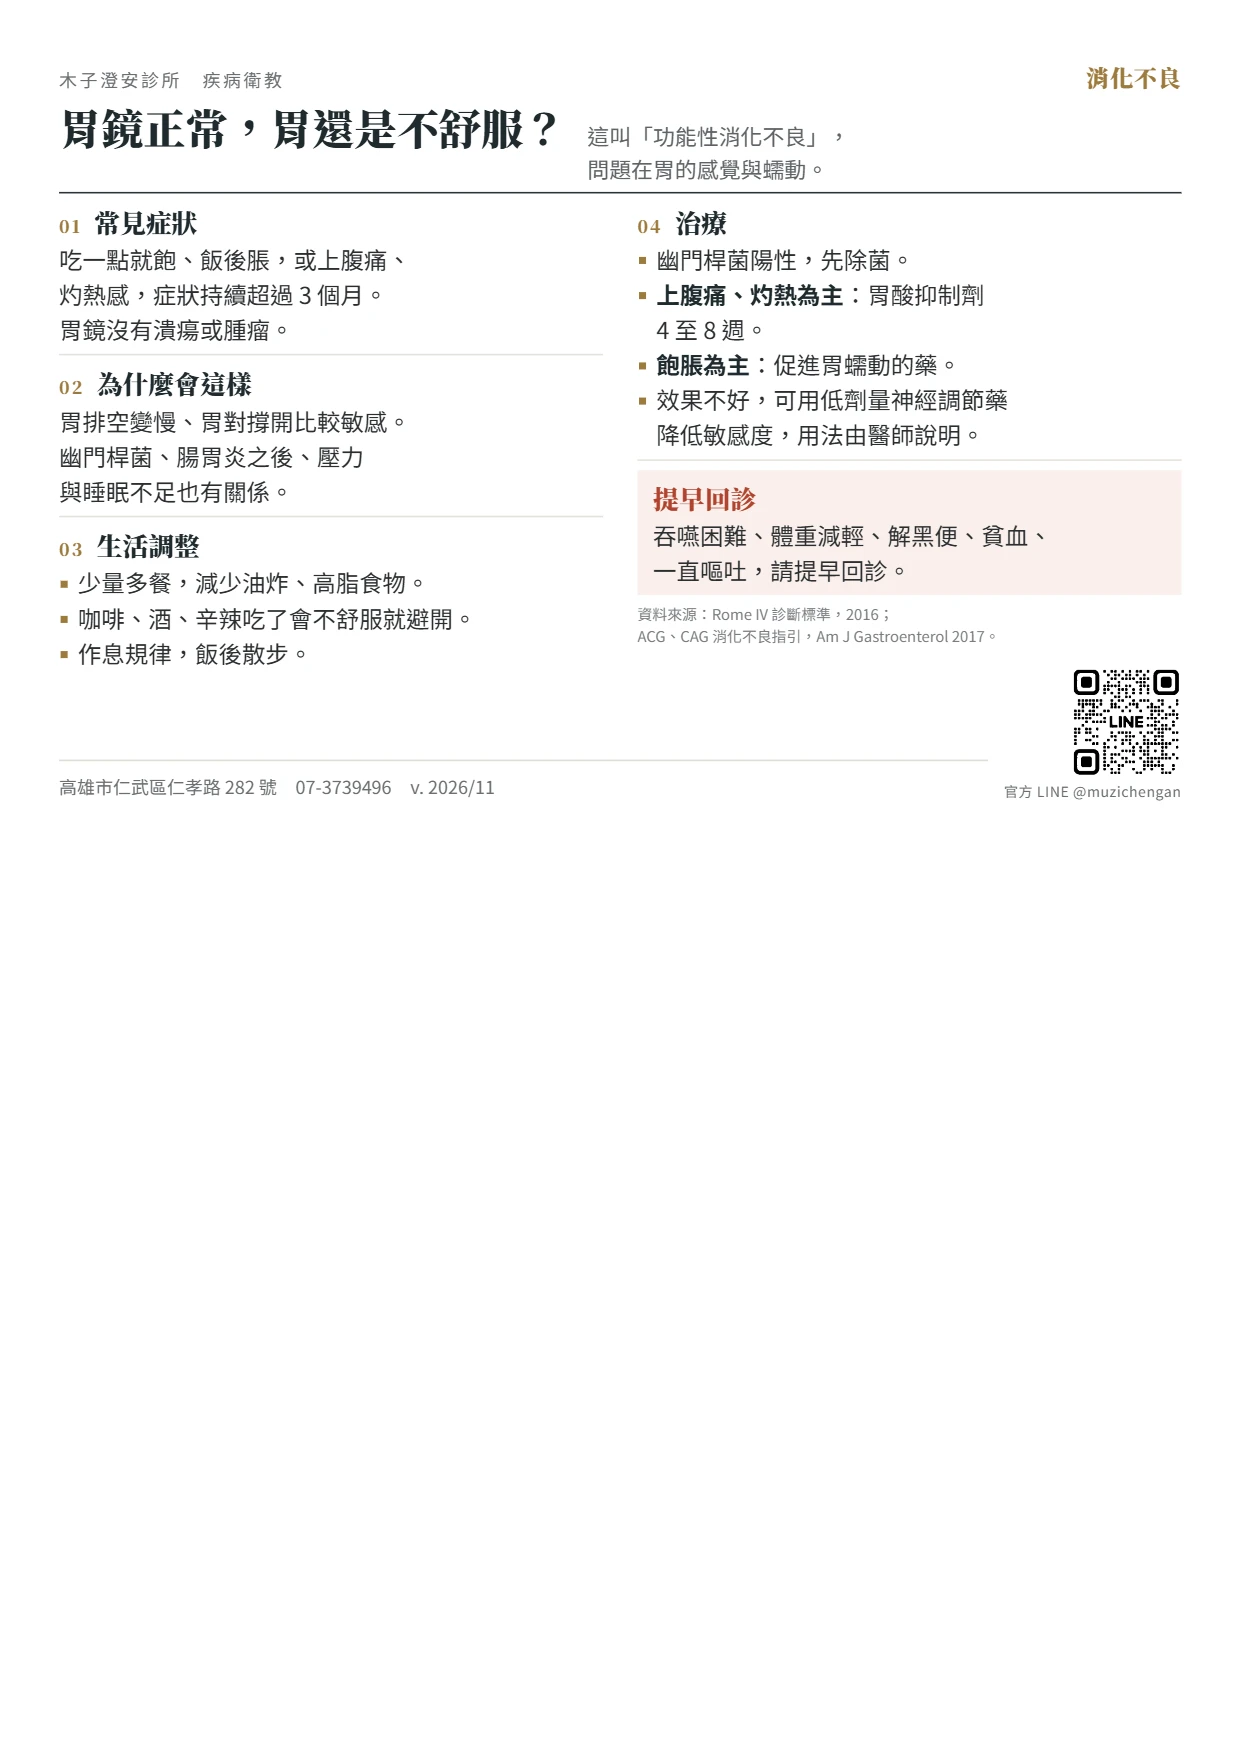 木子澄安診所　疾病衛教
消化不良
胃鏡正常，胃還是不舒服？
這叫「功能性消化不良」，
問題在胃的感覺與蠕動。
01 常見症狀
吃一點就飽、飯後脹，或上腹痛、
灼熱感，症狀持續超過 3 個月。
胃鏡沒有潰瘍或腫瘤。
02 為什麼會這樣
胃排空變慢、胃對撐開比較敏感。
幽門桿菌、腸胃炎之後、壓力
與睡眠不足也有關係。
03 生活調整
▪ 少量多餐，減少油炸、高脂食物。
▪ 咖啡、酒、辛辣吃了會不舒服就避開。
▪ 作息規律，飯後散步。
04 治療
▪ 幽門桿菌陽性，先除菌。
▪ 上腹痛、灼熱為主：胃酸抑制劑
4 至 8 週。
▪ 飽脹為主：促進胃蠕動的藥。
▪ 效果不好，可用低劑量神經調節藥
降低敏感度，用法由醫師說明。
提早回診
吞嚥困難、體重減輕、解黑便、貧血、
一直嘔吐，請提早回診。
資料來源：Rome IV 診斷標準，2016；
ACG、CAG 消化不良指引，Am J Gastroenterol 2017。
LINE
高雄市仁武區仁孝路 282 號　07-3739496　v. 2026/11
官方 LINE @muzichengan